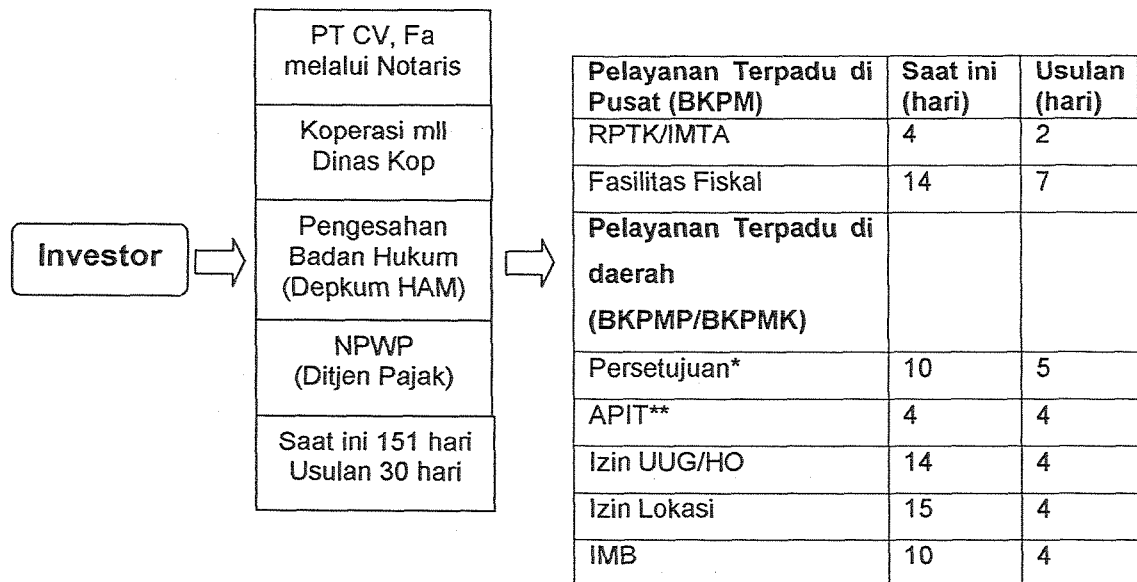 Investor
PT CV, Fa
melalui Notaris
Koperasi mll
Dinas Kop
Pengesahan
Badan Hukum
(Depkum HAM)
NPWP
(Ditjen Pajak)
Saat ini 151 hari
Usulan 30 hari
Pelayanan Terpadu di Pusat (BKPM) Saat ini (hari) Usulan (hari)
RPTK/IMTA 4 2
Fasilitas Fiskal 14 7
Pelayanan Terpadu di
daerah
(BKPMP/BKPMK)
Persetujuan* 10 5
APIT** 4 4
Izin UUG/HO 14 4
Izin Lokasi 15 4
IMB 10 4